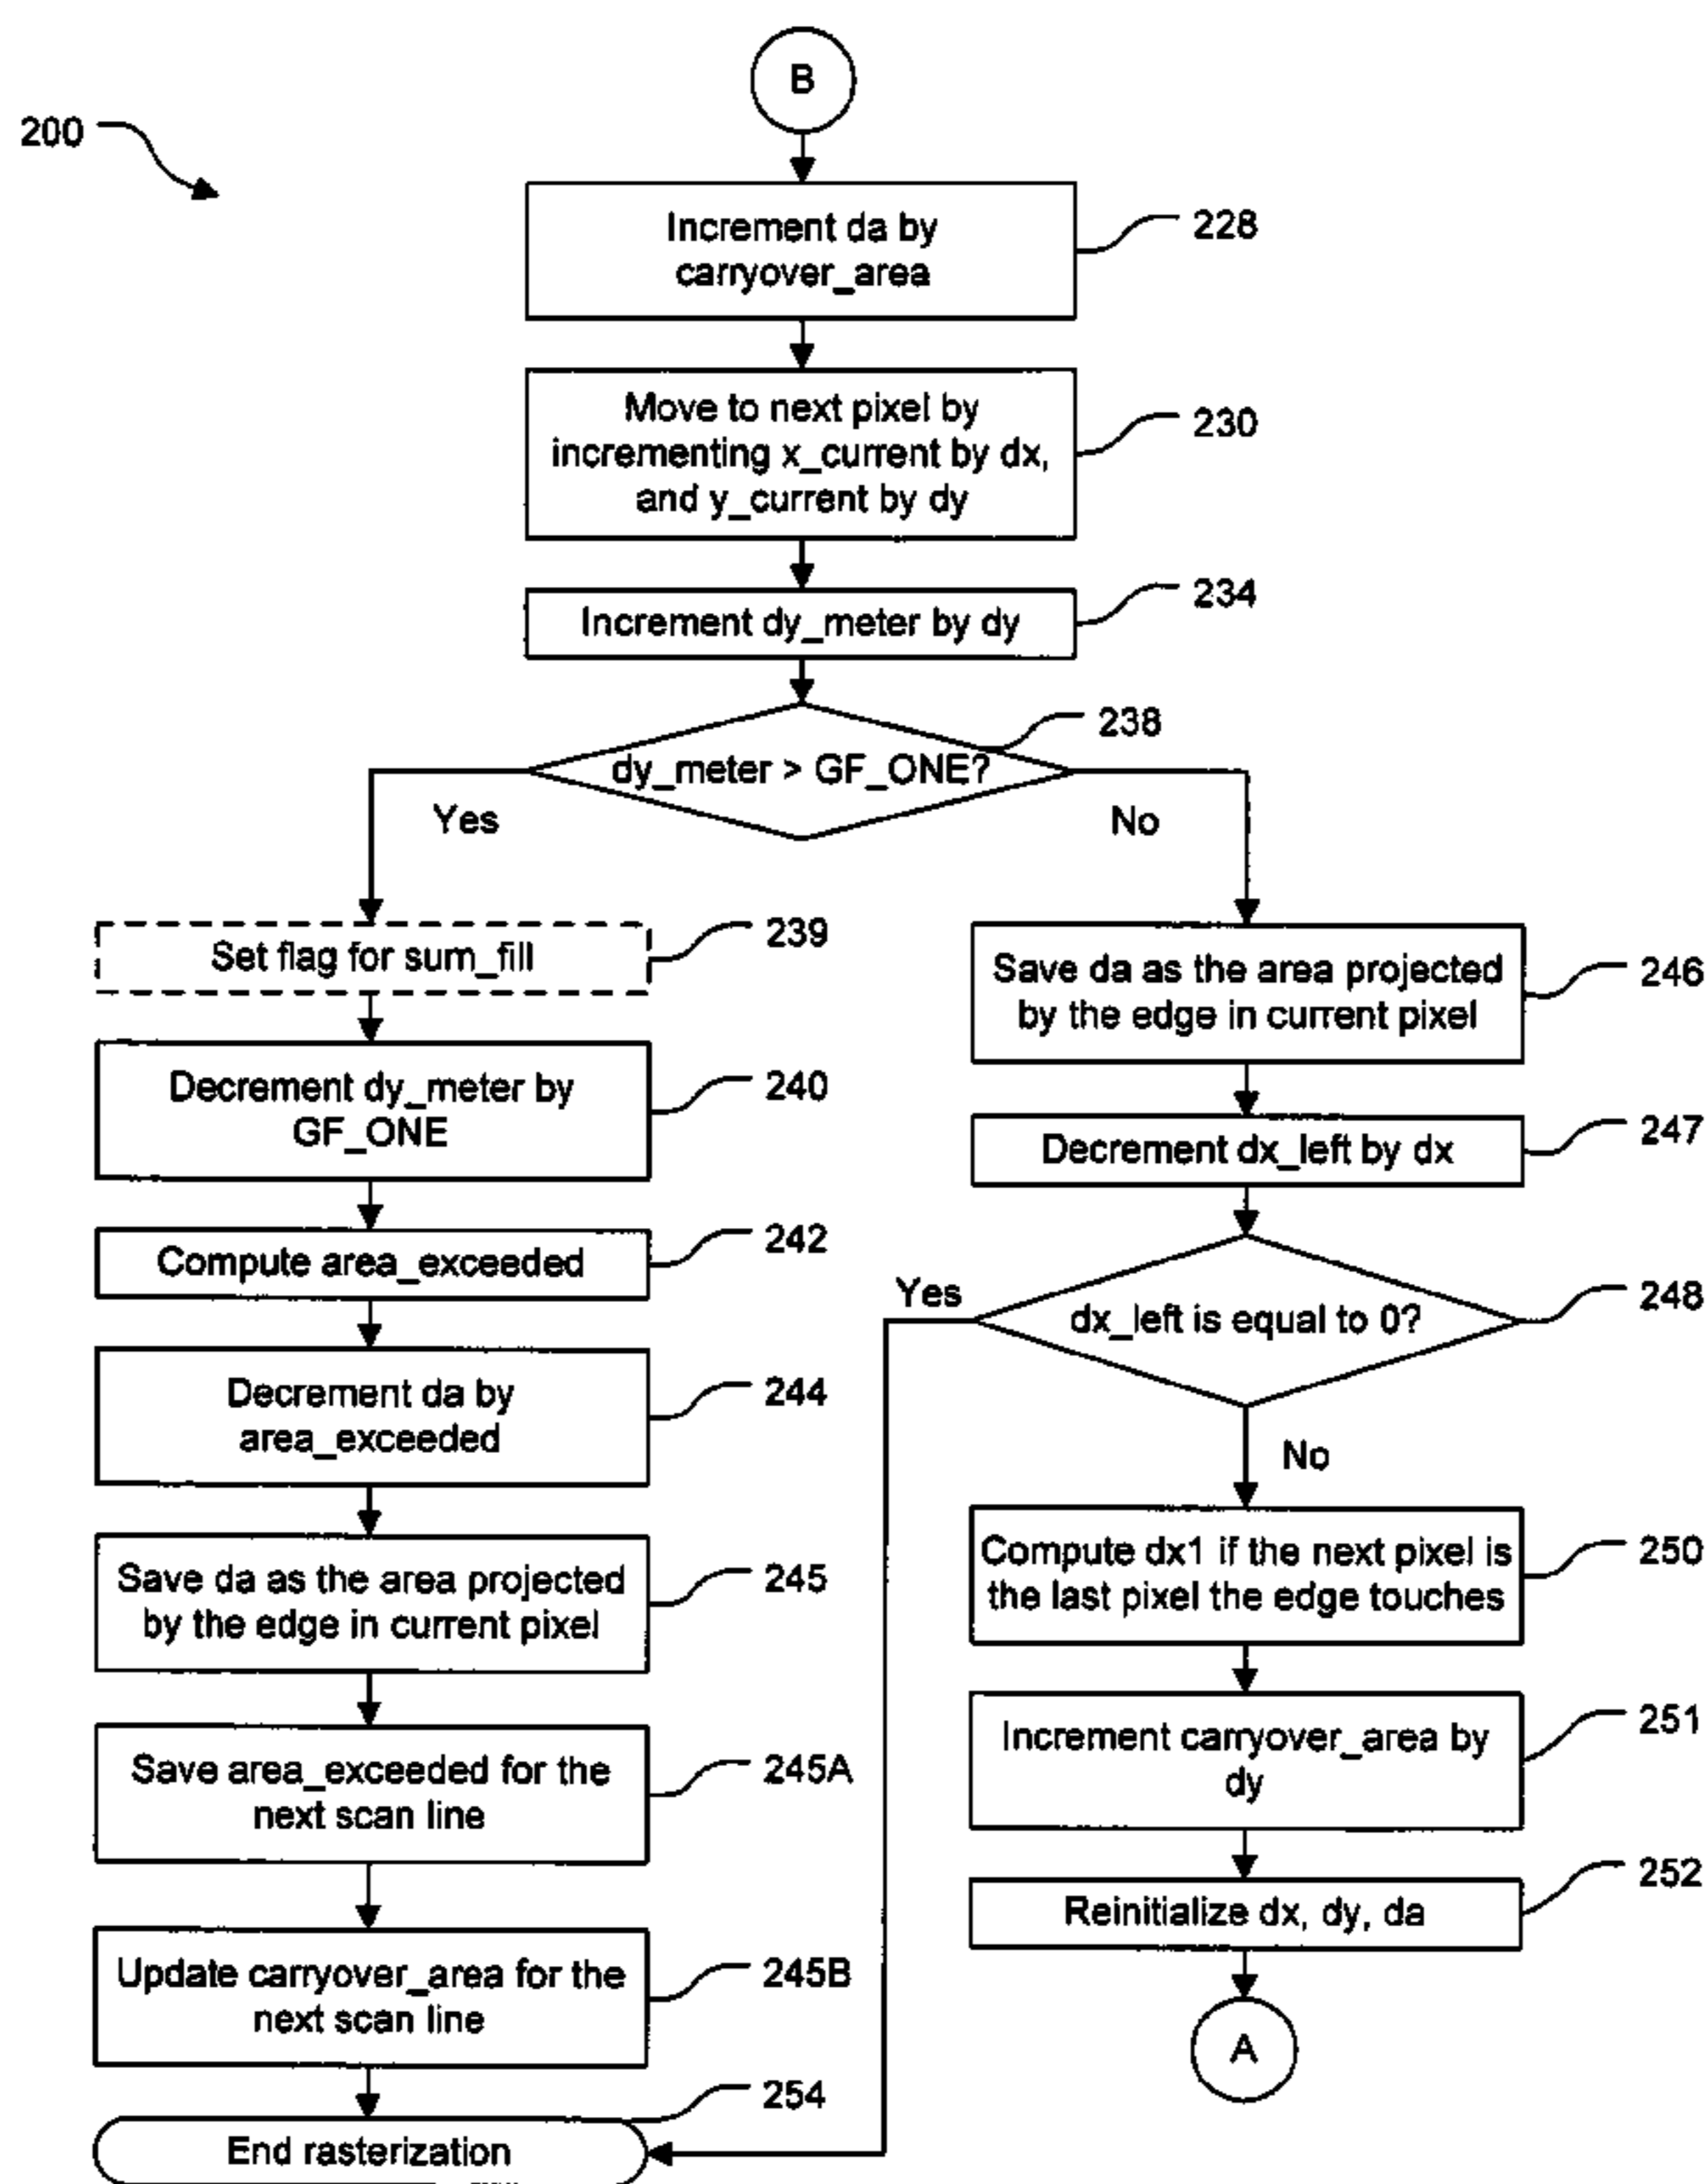 B
200
Increment da by
carryover_area
228
Move to next pixel by
incrementing x_current by dx,
and y_current by dy
230
Increment dy_meter by dy
234
dy_meter > GF_ONE?
238
Yes
No
Set flag for sum_fill
239
Decrement dy_meter by
GF_ONE
240
Compute area_exceeded
242
Decrement da by
area_exceeded
244
Save da as the area projected
by the edge in current pixel
245
Save area_exceeded for the
next scan line
245A
Update carryover_area for the
next scan line
245B
End rasterization
254
Save da as the area projected
by the edge in current pixel
246
Decrement dx_left by dx
247
dx_left is equal to 0?
248
Yes
No
Compute dx1 if the next pixel is
the last pixel the edge touches
250
Increment carryover_area by
dy
251
Reinitialize dx, dy, da
252
A